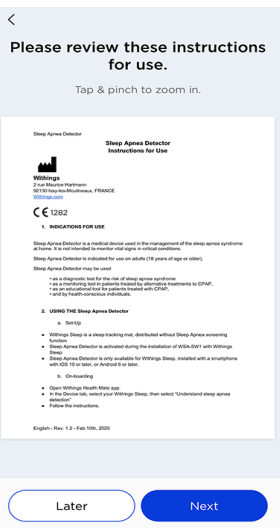 Please review these instructions
for use.
Tap & pinch to zoom in.
Sleep Apnea Detector
Sleep Apnea Detector
Instructions for Use
Withings
2 rue Maurice Hartmann
92130 Issy-les-Moulineaux, FRANCE
Withings.com
CE 1282
1. INDICATIONS FOR USE
Sleep Apnea Detector is a medical device used in the management of the sleep apnea syndrome
at home. It is not intended to monitor vital signs in critical conditions.
Sleep Apnea Detector is indicated for use on adults (18 years of age or older).
Sleep Apnea Detector may be used
• as a diagnostic test for the risk of sleep apnea syndrome
• as a monitoring tool in patients treated by alternative treatments to CPAP,
• as an educational tool for patients treated with CPAP,
• and by health-conscious individuals.
2. USING THE Sleep Apnea Detector
a. Set-Up
• Withings Sleep is a sleep tracking mat, distributed without Sleep Apnea screening
function
• Sleep Apnea Detector is activated during the installation of WSA-SW1 with Withings
Sleep
• Sleep Apnea Detector is only available for Withings Sleep, installed with a smartphone
with iOS 10 or later, or Android 6 or later.
b. On-boarding
• Open Withings Health Mate app.
• In the Device tab, select your Withings Sleep, then select "Understand sleep apnea
detection"
• Follow the instructions.
English - Rev. 1.2 - Feb 10th, 2020
Later
Next